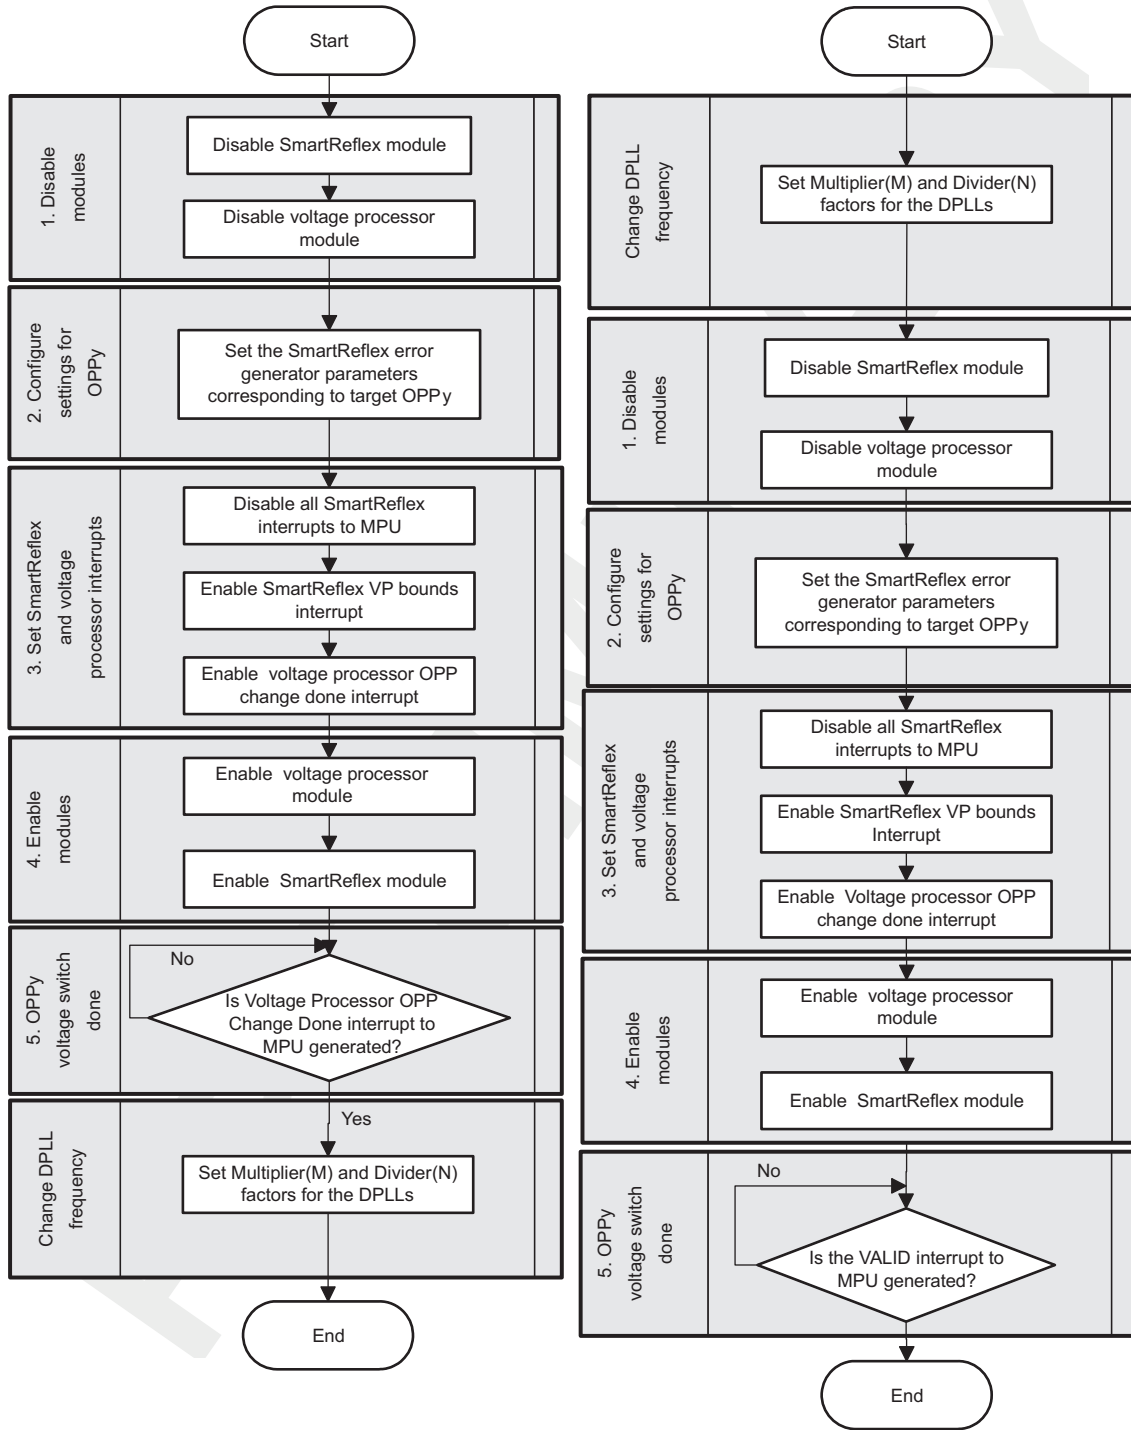 Start
1. Disable
modules
Disable SmartReflex module
Disable voltage processor
module
2. Configure
settings for
OPPy
Set the SmartReflex error
generator parameters
corresponding to target OPPy
3. Set SmartReflex
and voltage
processor interrupts
Disable all SmartReflex
interrupts to MPU
Enable SmartReflex VP bounds
interrupt
Enable voltage processor OPP
change done interrupt
4. Enable
modules
Enable voltage processor
module
Enable SmartReflex module
5. OPPy
voltage switch
done
No
Is Voltage Processor OPP
Change Done interrupt to
MPU generated?
Yes
Change DPLL
frequency
Set Multiplier(M) and Divider(N)
factors for the DPLLs
End
Start
Change DPLL
frequency
Set Multiplier(M) and Divider(N)
factors for the DPLLs
1. Disable
modules
Disable SmartReflex module
Disable voltage processor
module
2. Configure
settings for
OPPy
Set the SmartReflex error
generator parameters
corresponding to target OPPy
3. Set SmartReflex
and voltage
processor interrupts
Disable all SmartReflex
interrupts to MPU
Enable SmartReflex VP bounds
Interrupt
Enable Voltage processor OPP
change done interrupt
4. Enable
modules
Enable voltage processor
module
Enable SmartReflex module
5. OPPy
voltage switch
done
No
Is the VALID interrupt to
MPU generated?
End